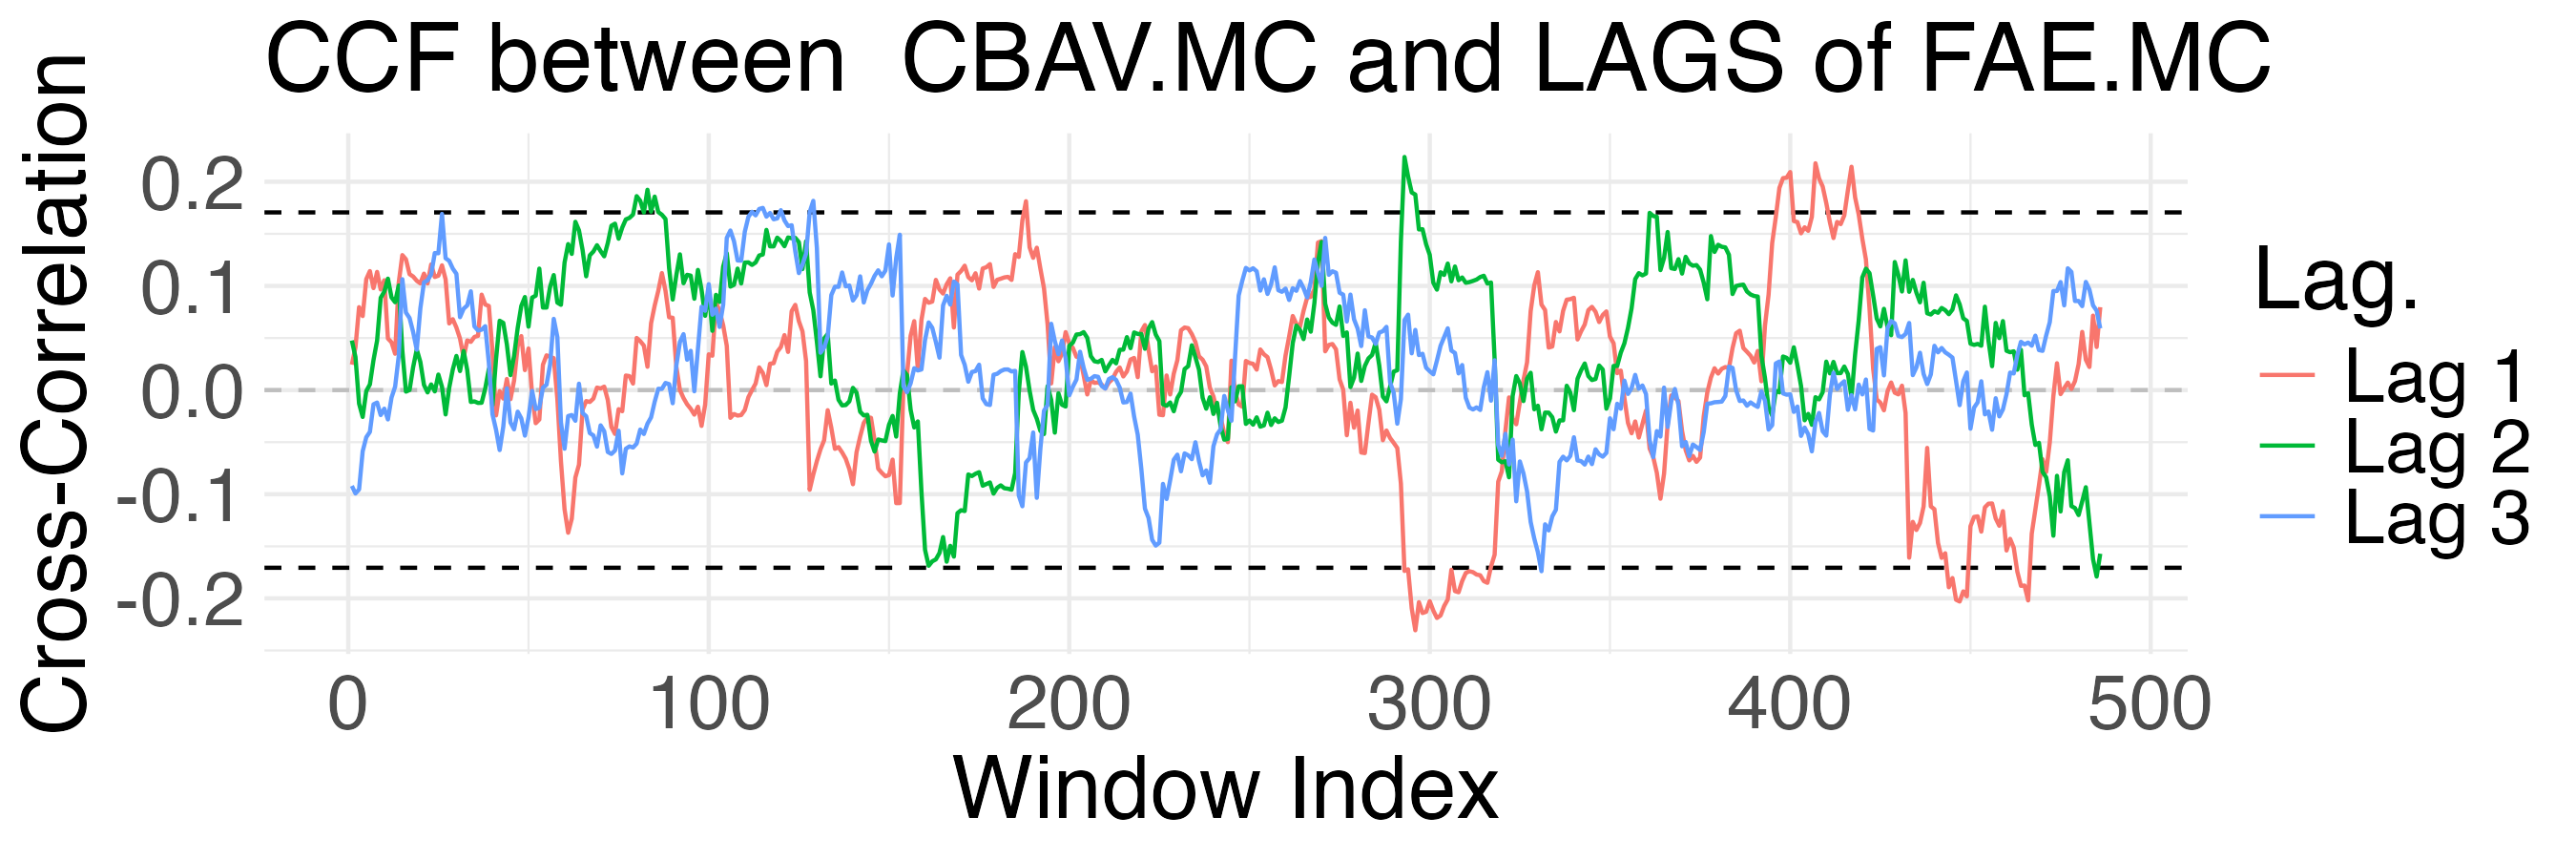 CCF between  CBAV.MC and LAGS of FAE.MC
Cross-Correlation
0.2
0.1
0.0
-0.1
-0.2
0 100 200 300 400 500
Window Index
Lag.
Lag 1
Lag 2
Lag 3